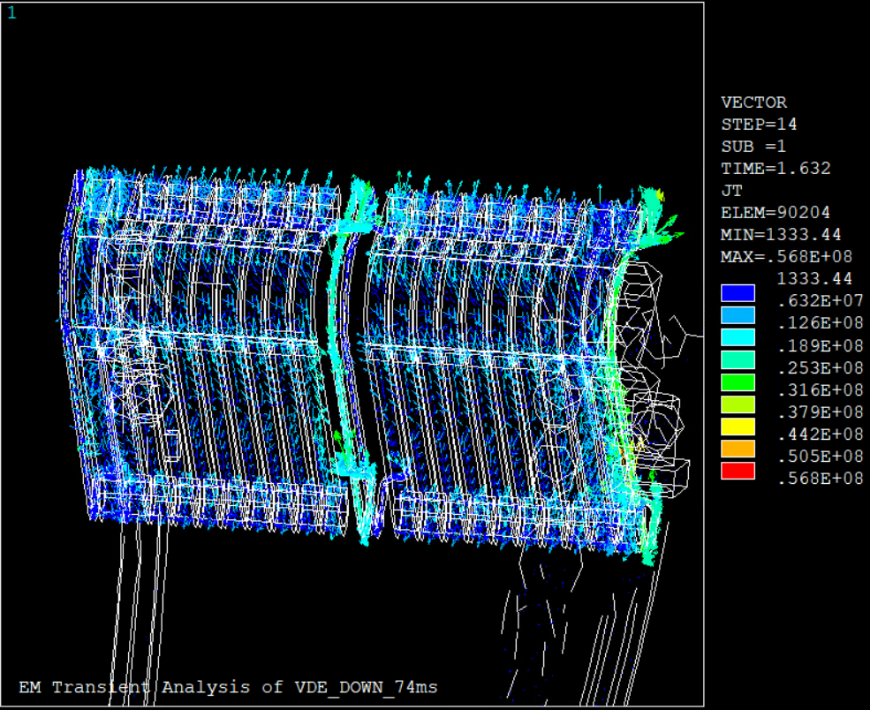 1
VECTOR
STEP=14
SUB =1
TIME=1.632
JT
ELEM=90204
MIN=1333.44
MAX=.568E+08
1333.44
.632E+07
.126E+08
.189E+08
.253E+08
.316E+08
.379E+08
.442E+08
.505E+08
.568E+08
EM Transient Analysis of VDE_DOWN_74ms